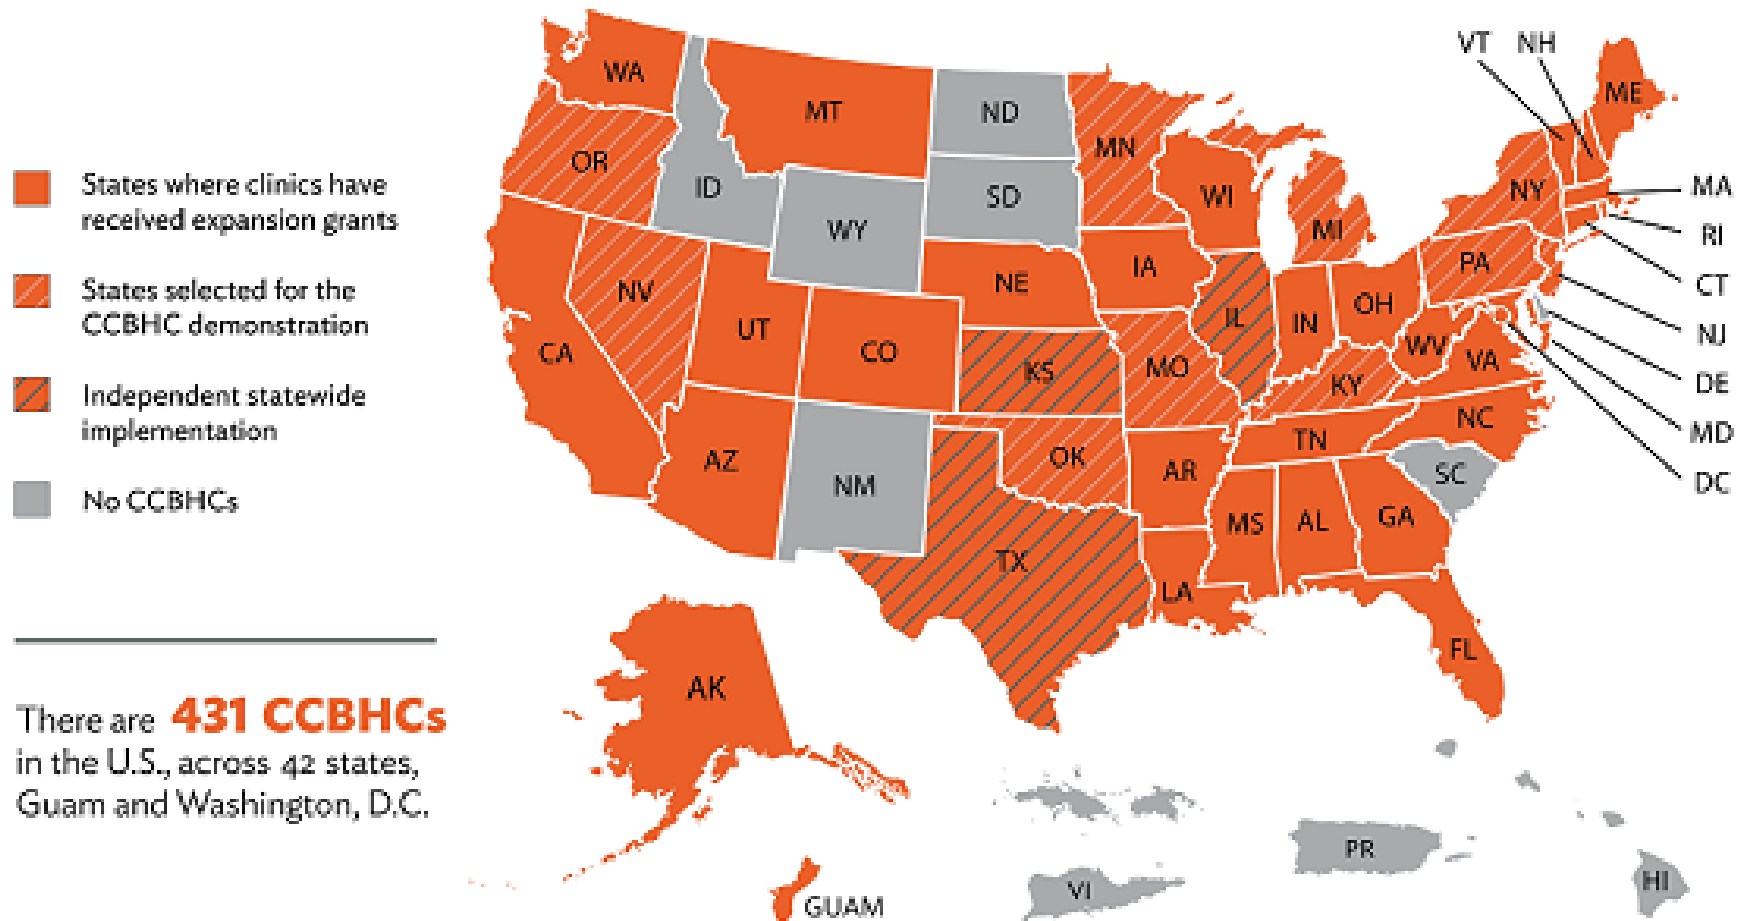 States where clinics have
received expansion grants
States selected for the
CCBHC demonstration
Independent statewide
implementation
No CCBHCs
There are 431 CCBHCs
in the U.S., across 42 states,
Guam and Washington, D.C.
VT NH
WA
MT
ND
MN
ME
OR
ID
SD
WI
NY
MA
WY
MI
RI
NV
NE
IA
PA
CT
UT
CO
KS
MO
IL
IN
OH
WV
VA
NJ
CA
KY
DE
AZ
NM
OK
AR
TN
NC
MD
SC
DC
TX
LA
MS
AL
GA
FL
AK
GUAM
VI
PR
HI